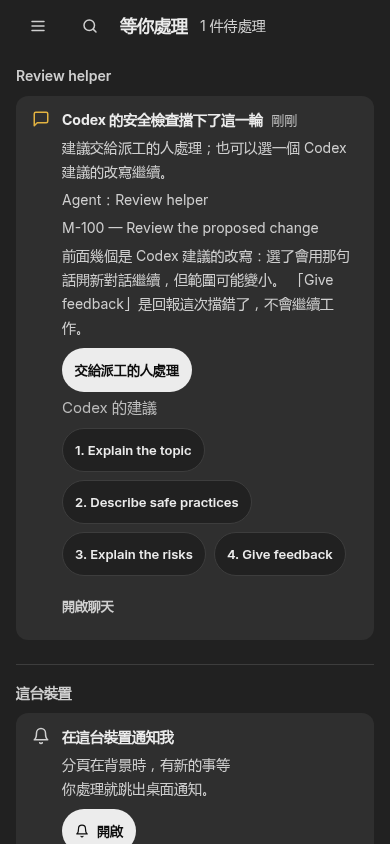 等你處理 1 件待處理
Review helper
Codex 的安全檢查擋下了這一輪 剛剛
建議交給派工的人處理；也可以選一個 Codex
建議的改寫繼續。
Agent：Review helper
M-100 — Review the proposed change
前面幾個是 Codex 建議的改寫：選了會用那句
話開新對話繼續，但範圍可能變小。「Give
feedback」是回報這次擋錯了，不會繼續工
作。
交給派工的人處理
Codex 的建議
1. Explain the topic
2. Describe safe practices
3. Explain the risks 4. Give feedback
開啟聊天
這台裝置
在這台裝置通知我
分頁在背景時，有新的事等
你處理就跳出桌面通知。
開啟